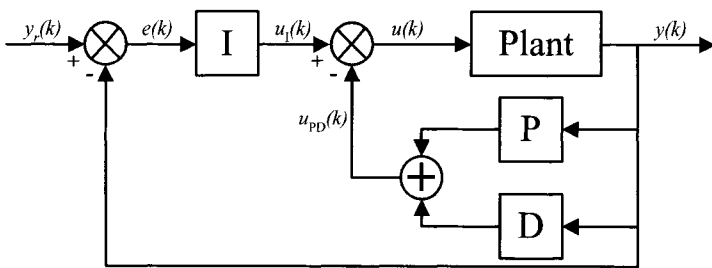 y_r(k)
+
-
e(k)
I
u_I(k)
+
-
u(k)
Plant
y(k)
u_PD(k)
P
+
D